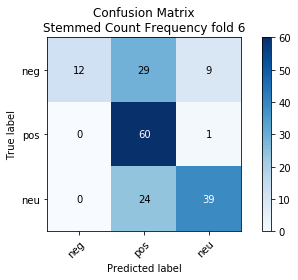 Confusion Matrix
Stemmed Count Frequency fold 6
neg 12 29 9
pos 0 60 1
neu 0 24 39
neg pos neu
True label
Predicted label
60
50
40
30
20
10
0